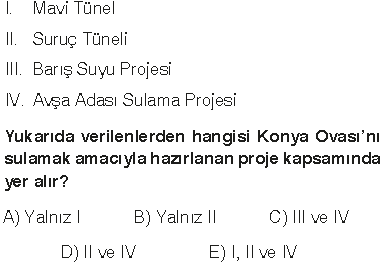 I. Mavi Tünel
II. Suruç Tüneli
III. Barış Suyu Projesi
IV. Avşa Adası Sulama Projesi
Yukarıda verilenlerden hangisi Konya Ovası'nı
sulamak amacıyla hazırlanan proje kapsamında
yer alır?
A) Yalnız I B) Yalnız II C) III ve IV
D) II ve IV E) I, II ve IV